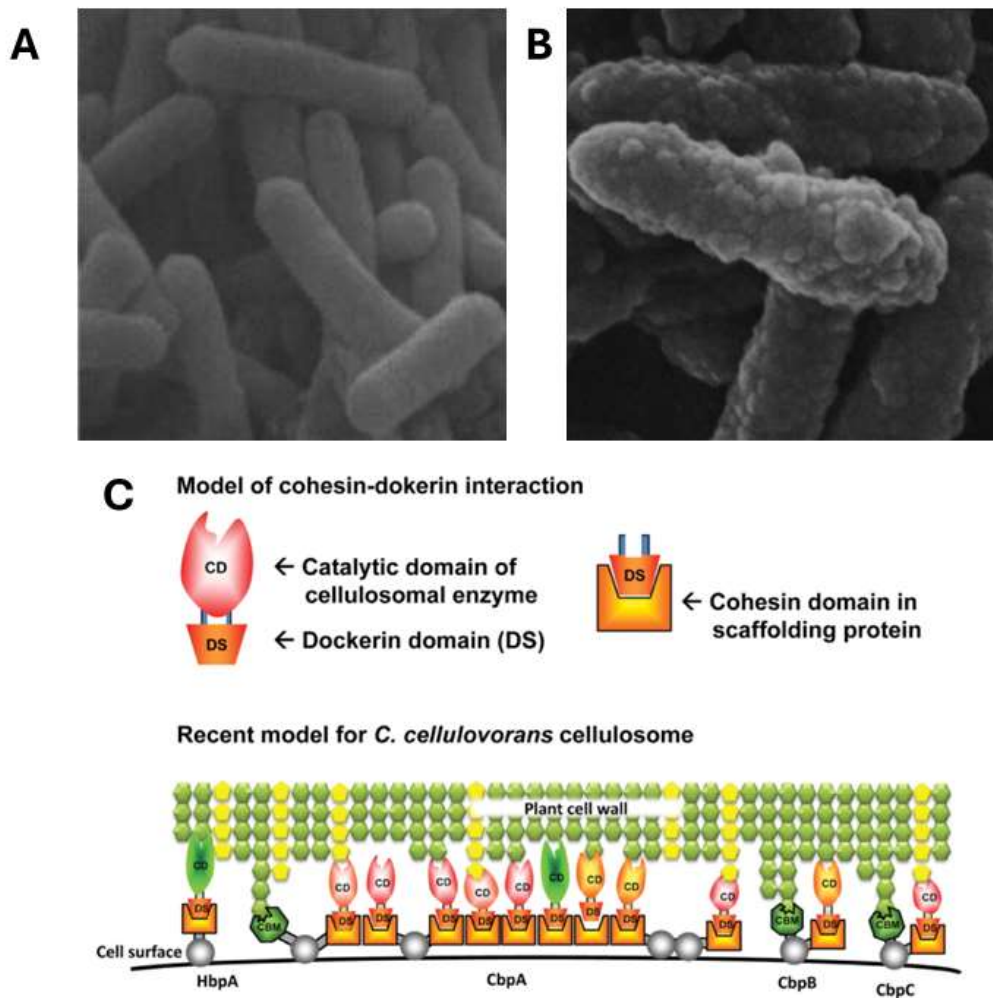 A
B
C
Model of cohesin-dokerin interaction
CD
← Catalytic domain of
cellulosomal enzyme
DS
← Dockerin domain (DS)
DS
← Cohesin domain in
scaffolding protein
Recent model for C. cellulovorans cellulosome
Plant cell wall
CD CD CD CD CD CD CD CD CD CD CD CD
DS DS DS DS DS DS DS DS DS DS DS DS
CBM CBM CBM
Cell surface
HbpA
CbpA
CbpB
CbpC